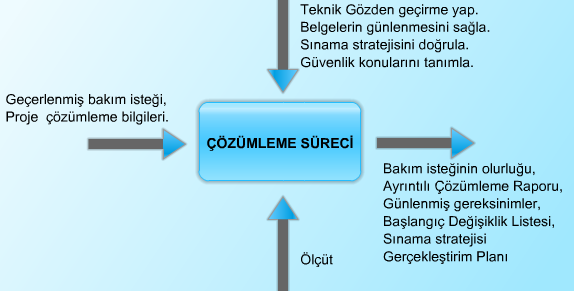 Teknik Gözden geçirme yap.
Belgelerin günlenmesini sağla.
Sınama stratejisini doğrula.
Güvenlik konularını tanımla.
Geçerlenmiş bakım isteği,
Proje çözümleme bilgileri.
ÇÖZÜMLEME SÜRECİ
Bakım isteğinin olurluğu,
Ayrıntılı Çözümleme Raporu,
Günlenmiş gereksinimler,
Başlangıç Değişiklik Listesi,
Sınama stratejisi
Gerçekleştirim Planı
Ölçüt